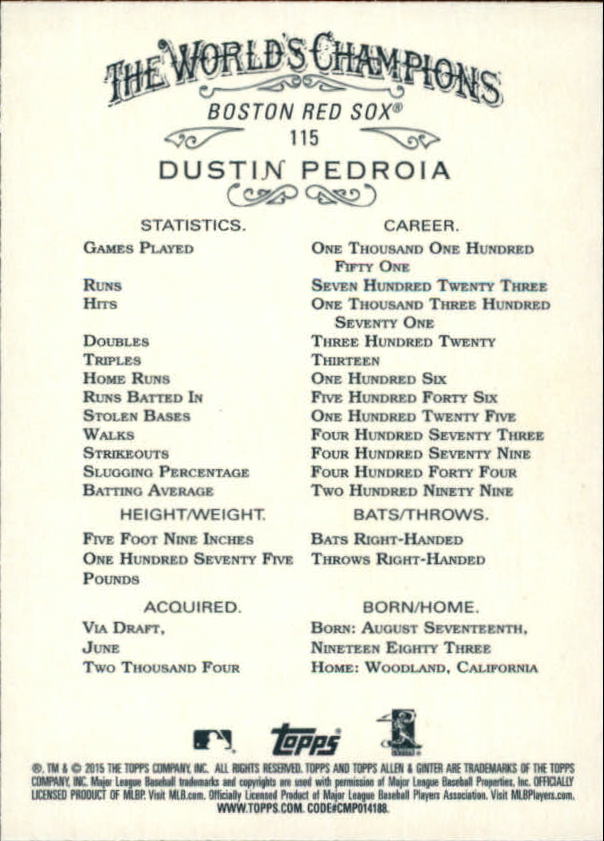 THE WORLD'S CHAMPIONS
BOSTON RED SOX®
115
DUSTIN PEDROIA
STATISTICS. CAREER.
GAMES PLAYED ONE THOUSAND ONE HUNDRED
FIFTY ONE
RUNS SEVEN HUNDRED TWENTY THREE
HITS ONE THOUSAND THREE HUNDRED
SEVENTY ONE
DOUBLES THREE HUNDRED TWENTY
TRIPLES THIRTEEN
HOME RUNS ONE HUNDRED SIX
RUNS BATTED IN FIVE HUNDRED FORTY SIX
STOLEN BASES ONE HUNDRED TWENTY FIVE
WALKS FOUR HUNDRED SEVENTY THREE
STRIKEOUTS FOUR HUNDRED SEVENTY NINE
SLUGGING PERCENTAGE FOUR HUNDRED FORTY FOUR
BATTING AVERAGE TWO HUNDRED NINETY NINE
HEIGHT/WEIGHT. BATS/THROWS.
FIVE FOOT NINE INCHES BATS RIGHT-HANDED
ONE HUNDRED SEVENTY FIVE THROWS RIGHT-HANDED
POUNDS
ACQUIRED. BORN/HOME.
VIA DRAFT, BORN: AUGUST SEVENTEENTH,
JUNE NINETEEN EIGHTY THREE
TWO THOUSAND FOUR HOME: WOODLAND, CALIFORNIA
topps
®, TM & © 2015 THE TOPPS COMPANY, INC. ALL RIGHTS RESERVED. TOPPS AND TOPPS ALLEN & GINTER ARE TRADEMARKS OF THE TOPPS
COMPANY, INC. Major League Baseball trademarks and copyrights are used with permission of Major League Baseball Properties, Inc. OFFICIALLY
LICENSED PRODUCT OF MLBP. Visit MLB.com. Officially Licensed Product of Major League Baseball Players Association. Visit MLBPlayers.com.
WWW.TOPPS.COM. CODE#CMP014188.